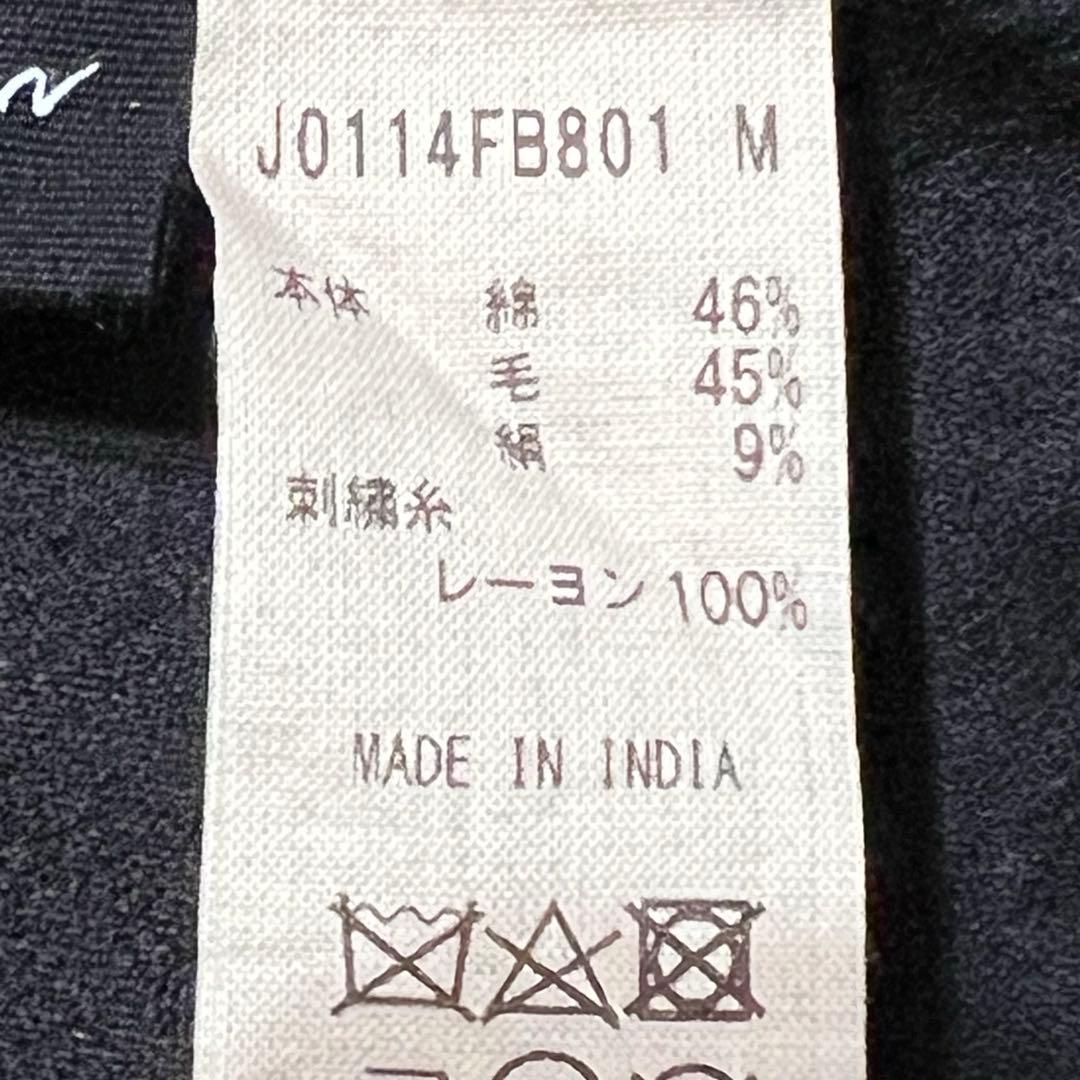 J0114FB801 M
本体 綿 46%
毛 45%
絹 9%
刺繍糸
レーヨン 100%
MADE IN INDIA